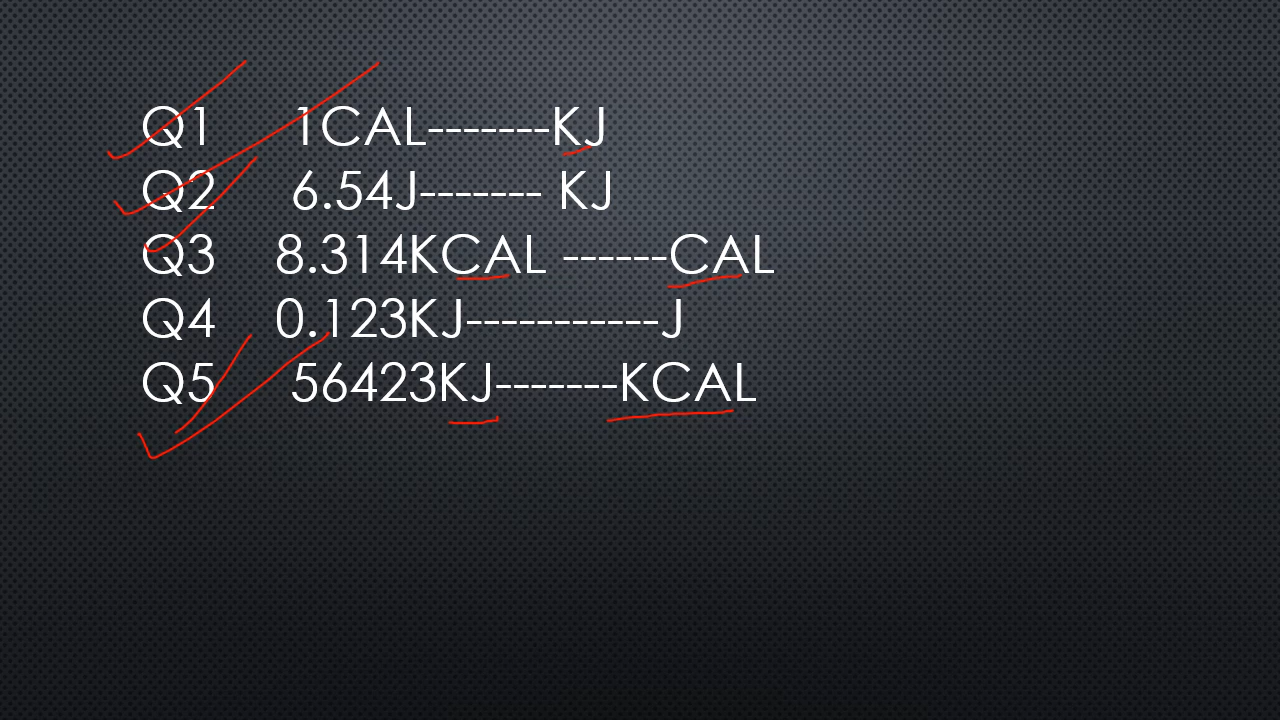 Q1 1CAL-------KJ
Q2 6.54J------- KJ
Q3 8.314KCAL ------CAL
Q4 0.123KJ-----------J
Q5 56423KJ-------KCAL